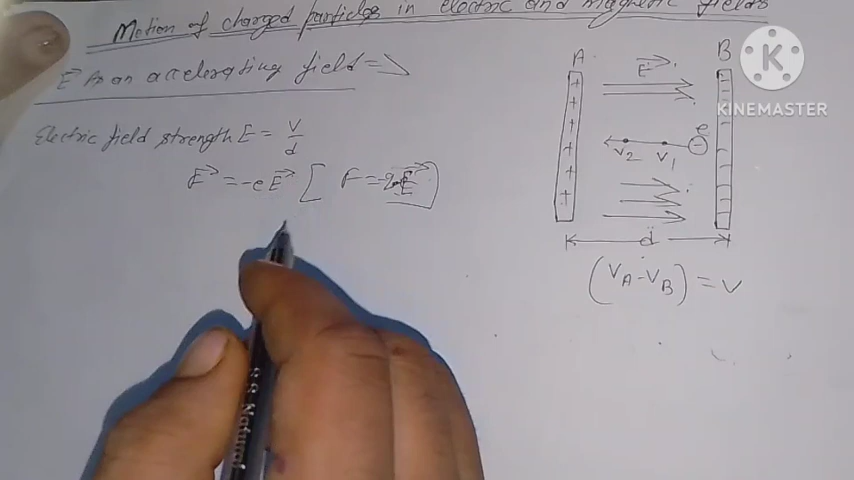 Motion of charged particles in electric and magnetic fields
E⃗ As an accelerating field =>
Electric field strength E = V/d
F⃗ = -eE⃗ [ F = qE⃗ ]
A
B
E⃗
e
V2 V1
d
(VA - VB) = V
K
KINEMASTER
S.S Natural